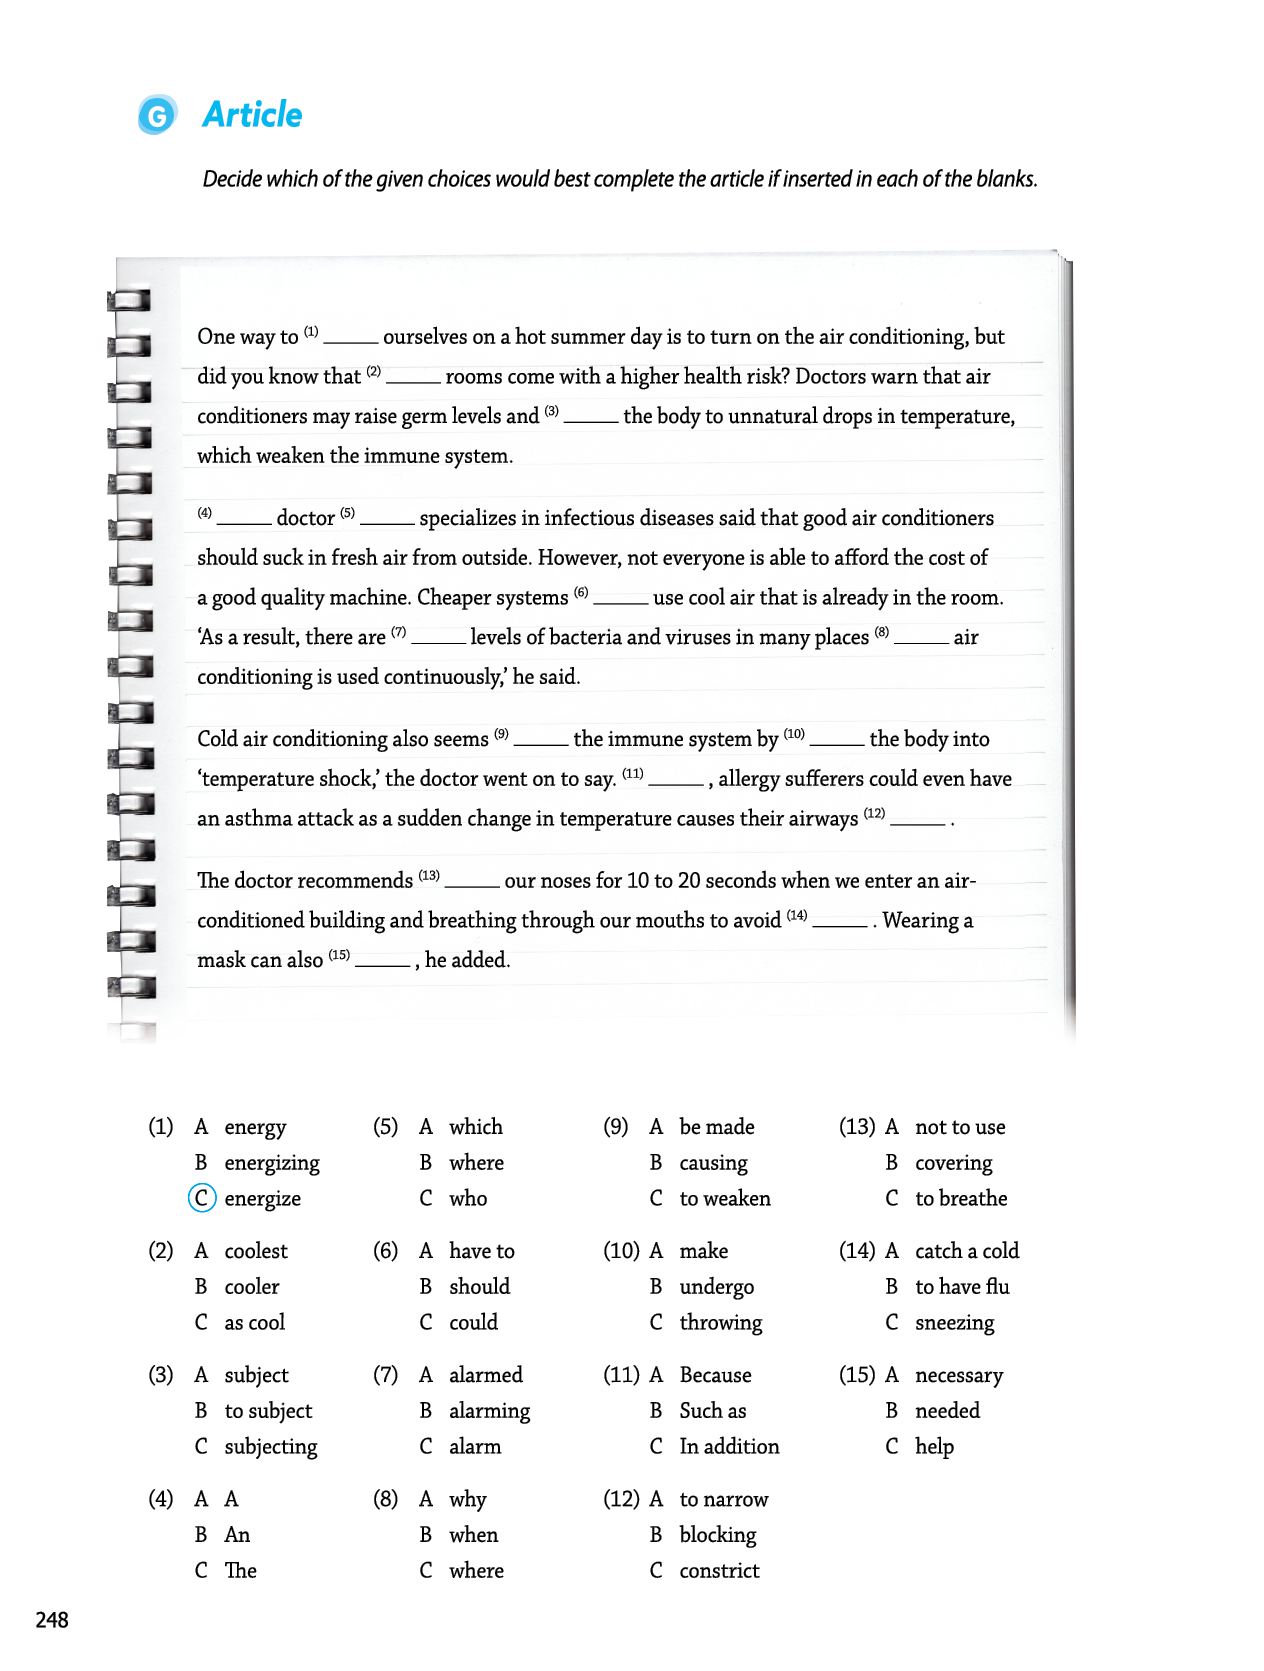 G Article
Decide which of the given choices would best complete the article if inserted in each of the blanks.
One way to (1) _____ ourselves on a hot summer day is to turn on the air conditioning, but
did you know that (2) _____ rooms come with a higher health risk? Doctors warn that air
conditioners may raise germ levels and (3) _____ the body to unnatural drops in temperature,
which weaken the immune system.
(4) _____ doctor (5) _____ specializes in infectious diseases said that good air conditioners
should suck in fresh air from outside. However, not everyone is able to afford the cost of
a good quality machine. Cheaper systems (6) _____ use cool air that is already in the room.
‘As a result, there are (7) _____ levels of bacteria and viruses in many places (8) _____ air
conditioning is used continuously,’ he said.
Cold air conditioning also seems (9) _____ the immune system by (10) _____ the body into
‘temperature shock,’ the doctor went on to say. (11) _____ , allergy sufferers could even have
an asthma attack as a sudden change in temperature causes their airways (12) _____ .
The doctor recommends (13) _____ our noses for 10 to 20 seconds when we enter an air-
conditioned building and breathing through our mouths to avoid (14) _____ . Wearing a
mask can also (15) _____ , he added.
(1) A energy
B energizing
C energize
(2) A coolest
B cooler
C as cool
(3) A subject
B to subject
C subjecting
(4) A A
B An
C The
(5) A which
B where
C who
(6) A have to
B should
C could
(7) A alarmed
B alarming
C alarm
(8) A why
B when
C where
(9) A be made
B causing
C to weaken
(10) A make
B undergo
C throwing
(11) A Because
B Such as
C In addition
(12) A to narrow
B blocking
C constrict
(13) A not to use
B covering
C to breathe
(14) A catch a cold
B to have flu
C sneezing
(15) A necessary
B needed
C help
248